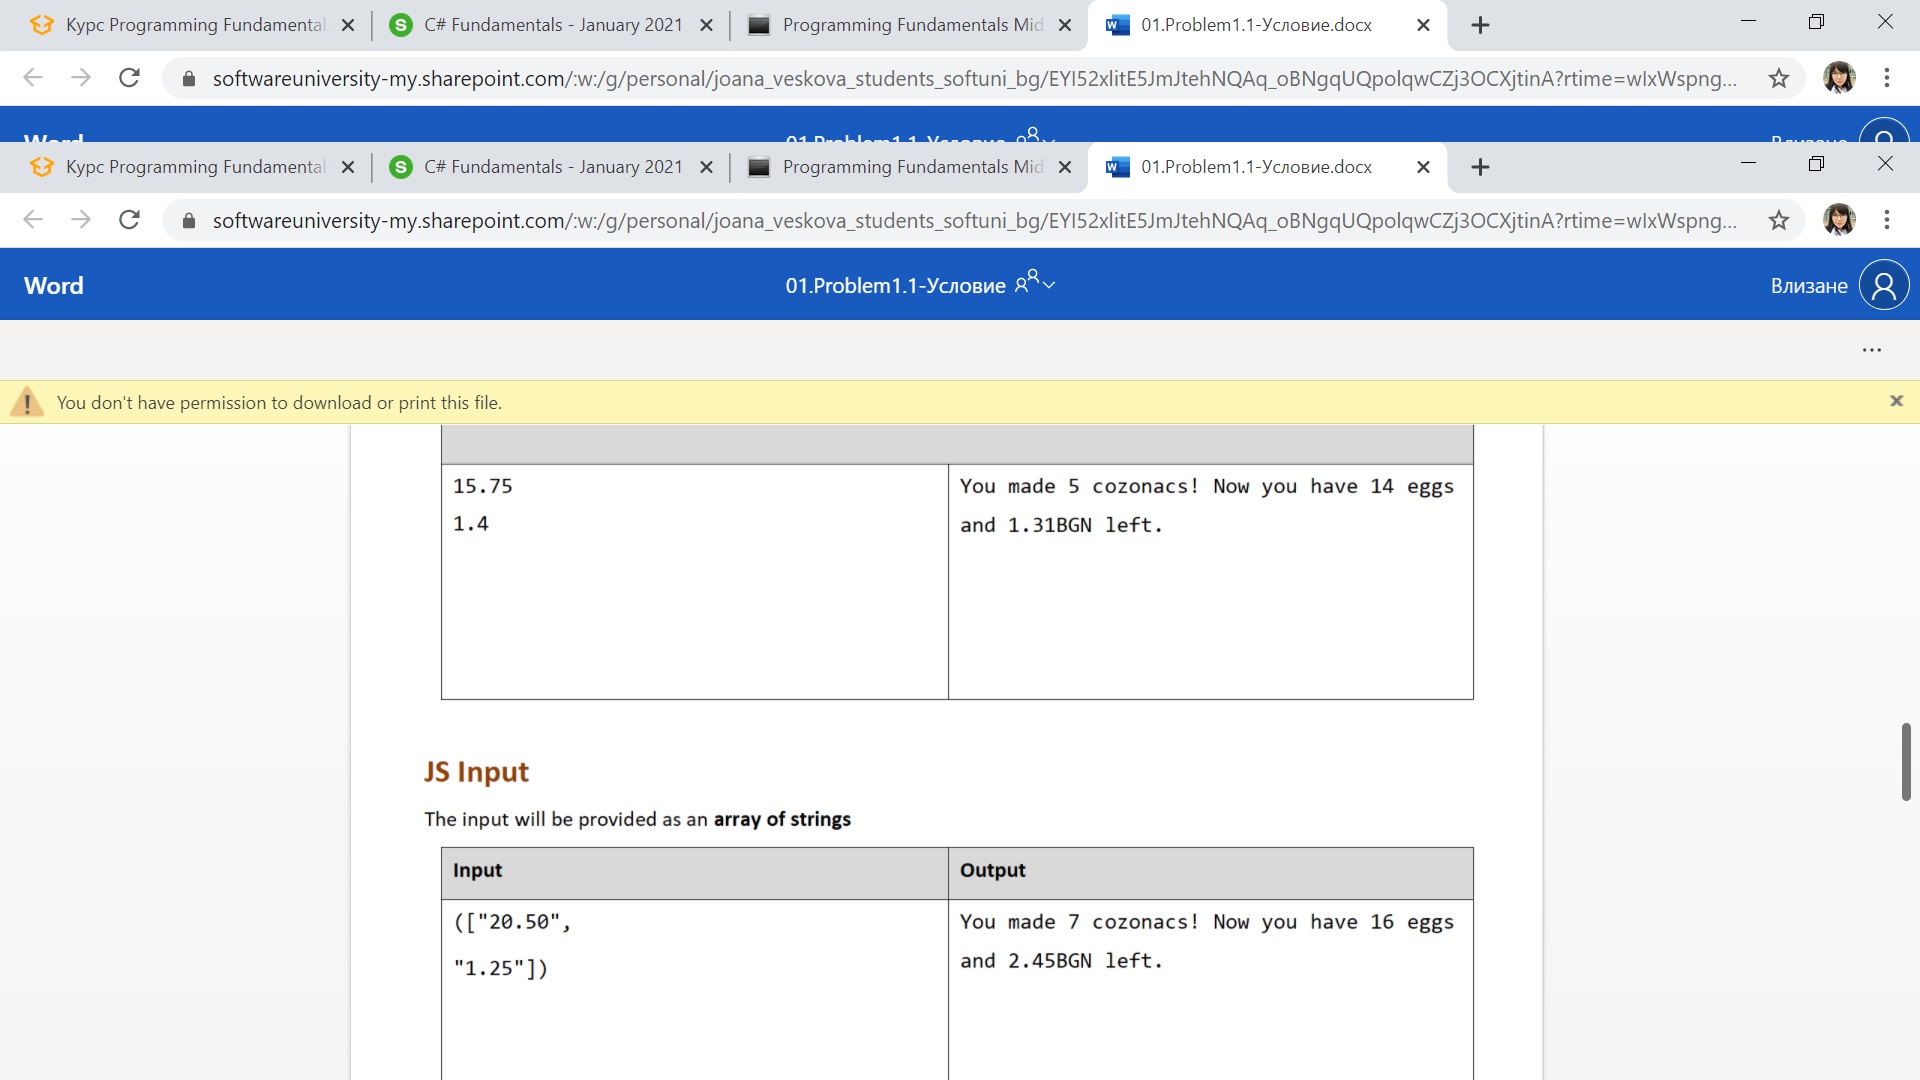 Курс Programming Fundamental
C# Fundamentals - January 2021
Programming Fundamentals Mid
01.Problem1.1-Условие.docx
softwareuniversity-my.sharepoint.com/:w:/g/personal/joana_veskova_students_softuni_bg/EYI52xlitE5JmJtehNQAq_oBNgqUQpolqwCZj3OCXjtinA?rtime=wIxWspng...
Word 01.Problem1.1-Условие Влизане
Курс Programming Fundamental
C# Fundamentals - January 2021
Programming Fundamentals Mid
01.Problem1.1-Условие.docx
softwareuniversity-my.sharepoint.com/:w:/g/personal/joana_veskova_students_softuni_bg/EYI52xlitE5JmJtehNQAq_oBNgqUQpolqwCZj3OCXjtinA?rtime=wIxWspng...
Word 01.Problem1.1-Условие Влизане
...
You don't have permission to download or print this file.
15.75
1.4
You made 5 cozonacs! Now you have 14 eggs
and 1.31BGN left.
JS Input
The input will be provided as an array of strings
Input Output
(["20.50",
"1.25"])
You made 7 cozonacs! Now you have 16 eggs
and 2.45BGN left.